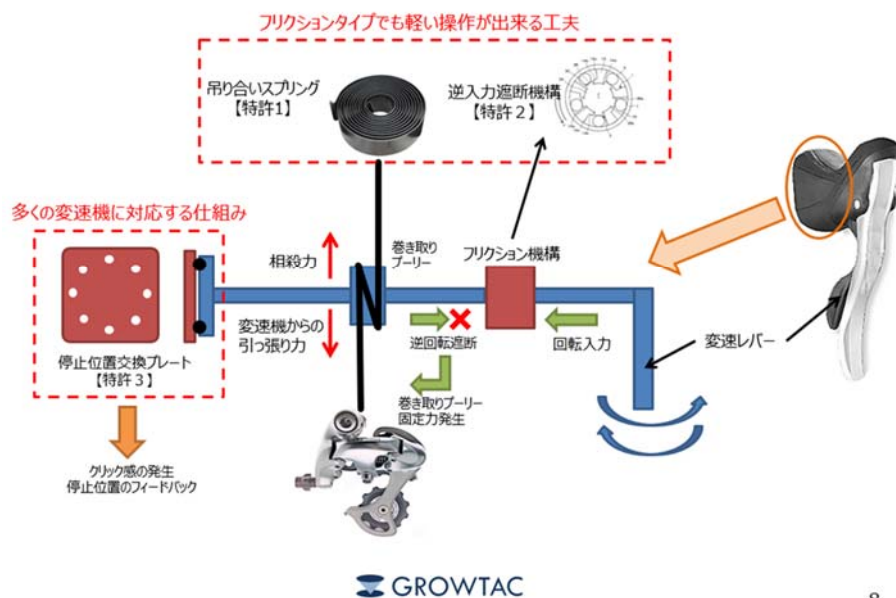 フリクションタイプでも軽い操作が出来る工夫
吊り合いスプリング
【特許1】
逆入力遮断機構
【特許２】
多くの変速機に対応する仕組み
相殺力
巻き取り
プーリー
フリクション機構
変速機からの
引っ張り力
逆回転遮断
回転入力
変速レバー
停止位置交換プレート
【特許３】
巻き取りプーリー
固定力発生
クリック感の発生
停止位置のフィードバック
GROWTAC
8